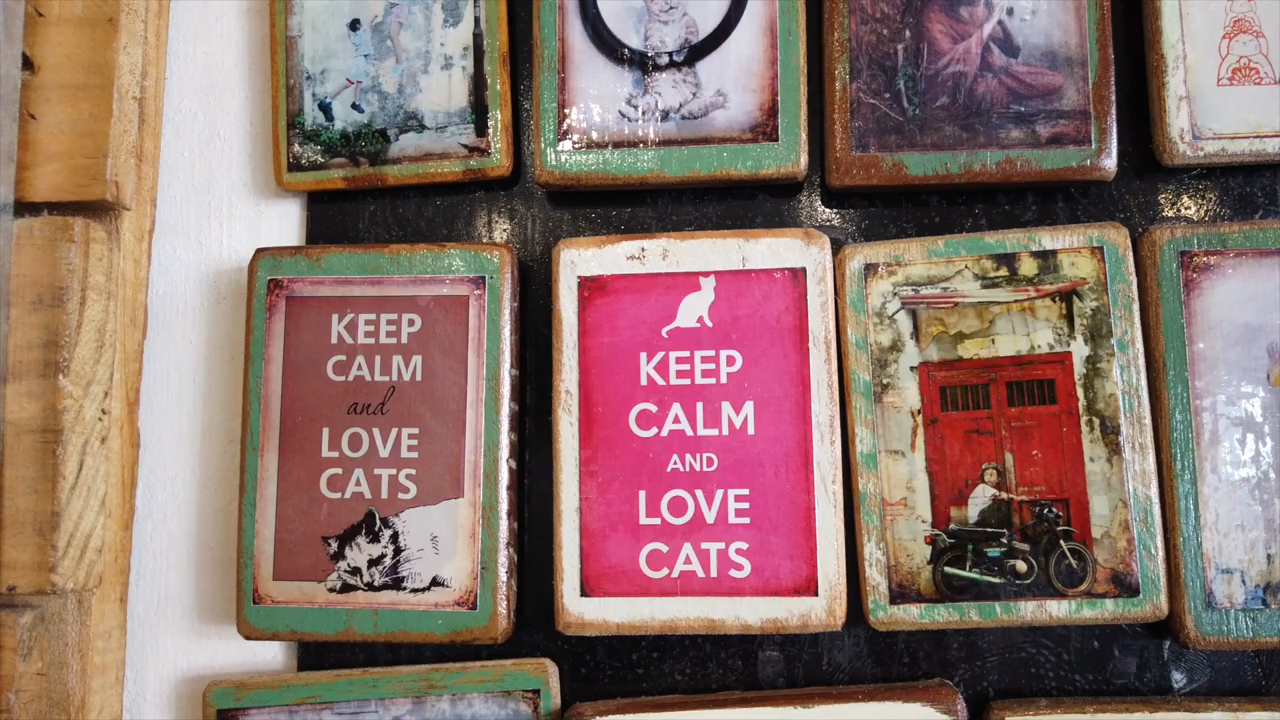 KEEP
CALM
and
LOVE
CATS
KEEP
CALM
AND
LOVE
CATS